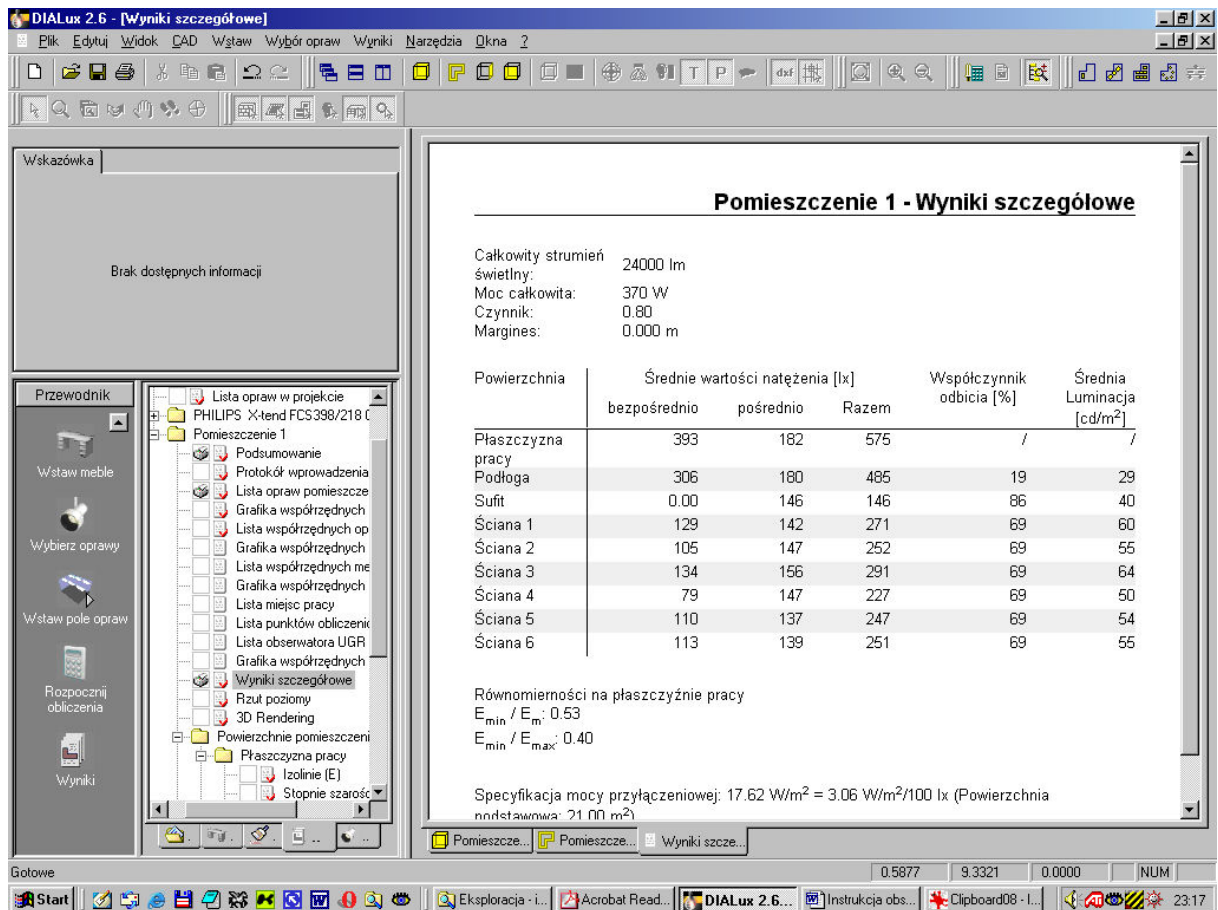 DIALux 2.6 - [Wyniki szczegółowe]
Plik Edytuj Widok CAD Wstaw Wybór opraw Wyniki Narzędzia Okna ?
T P dxf
Wskazówka
Brak dostępnych informacji
Przewodnik
Wstaw meble
Wybierz oprawy
Wstaw pole opraw
Rozpocznij obliczenia
Wyniki
Lista opraw w projekcie
PHILIPS X-tend FCS398/218 C
Pomieszczenie 1
Podsumowanie
Protokół wprowadzenia
Lista opraw pomieszcze
Grafika współrzędnych
Lista współrzędnych op
Grafika współrzędnych
Lista współrzędnych me
Grafika współrzędnych
Lista miejsc pracy
Lista punktów obliczenio
Lista obserwatora UGR
Grafika współrzędnych
Wyniki szczegółowe
Rzut poziomy
3D Rendering
Powierzchnie pomieszczeni
Płaszczyzna pracy
Izolinie (E)
Stopnie szarośc
Pomieszczenie 1 - Wyniki szczegółowe
Całkowity strumień świetlny: 24000 lm
Moc całkowita: 370 W
Czynnik: 0.80
Margines: 0.000 m
Powierzchnia Średnie wartości natężenia [lx] Współczynnik odbicia [%] Średnia Luminacja [cd/m²]
bezpośrednio pośrednio Razem
Płaszczyzna pracy 393 182 575 / /
Podłoga 306 180 485 19 29
Sufit 0.00 146 146 86 40
Ściana 1 129 142 271 69 60
Ściana 2 105 147 252 69 55
Ściana 3 134 156 291 69 64
Ściana 4 79 147 227 69 50
Ściana 5 110 137 247 69 54
Ściana 6 113 139 251 69 55
Równomierności na płaszczyźnie pracy
Emin / Em: 0.53
Emin / Emax: 0.40
Specyfikacja mocy przyłączeniowej: 17.62 W/m² = 3.06 W/m²/100 lx (Powierzchnia
podstawowa: 21.00 m²)
Pomieszcze... Pomieszcze... Wyniki szcze...
Gotowe 0.5877 9.3321 0.0000 NUM
Start Eksploracja - i... Acrobat Read... DIALux 2.6... Instrukcja obs... Clipboard08 - I... 23:17